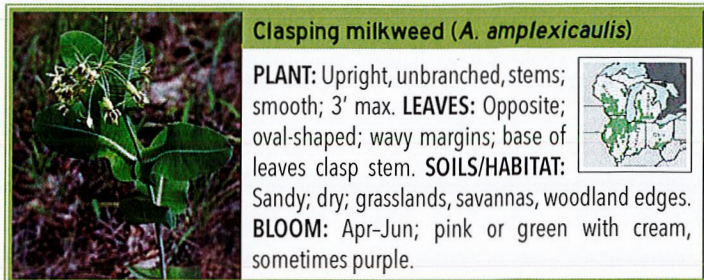 Clasping milkweed (A. amplexicaulis)
PLANT: Upright, unbranched, stems;
smooth; 3' max. LEAVES: Opposite;
oval-shaped; wavy margins; base of
leaves clasp stem. SOILS/HABITAT:
Sandy; dry; grasslands, savannas, woodland edges.
BLOOM: Apr–Jun; pink or green with cream,
sometimes purple.